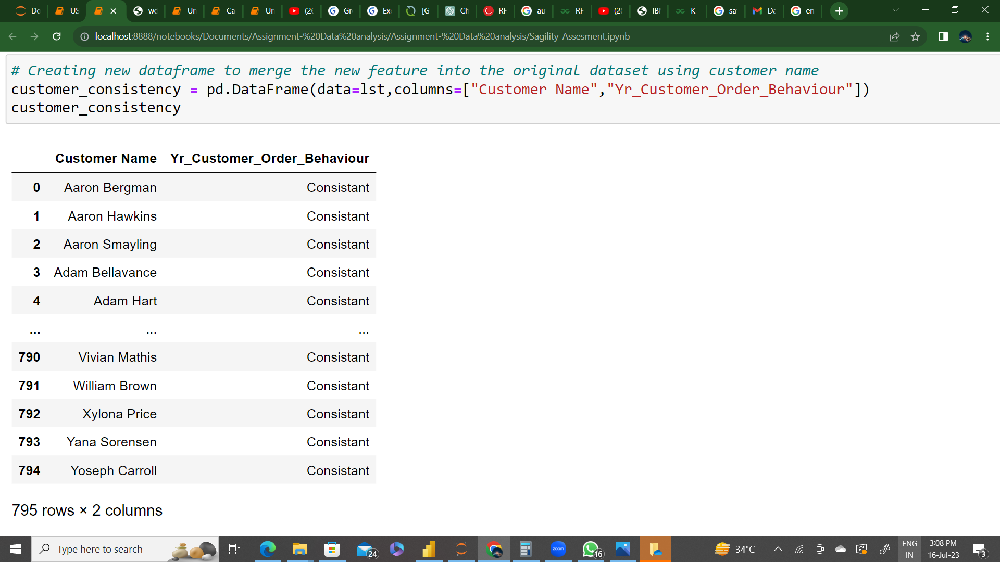 Dc US wc Un Ca Un (26 Gr Ex [G Ch RF au RF (28 IBI K- sa Da en
localhost:8888/notebooks/Documents/Assignment-%20Data%20analysis/Assignment-%20Data%20analysis/Sagility_Assesment.ipynb
# Creating new dataframe to merge the new feature into the original dataset using customer name
customer_consistency = pd.DataFrame(data=lst,columns=["Customer Name","Yr_Customer_Order_Behaviour"])
customer_consistency
Customer Name Yr_Customer_Order_Behaviour
0 Aaron Bergman Consistant
1 Aaron Hawkins Consistant
2 Aaron Smayling Consistant
3 Adam Bellavance Consistant
4 Adam Hart Consistant
... ... ...
790 Vivian Mathis Consistant
791 William Brown Consistant
792 Xylona Price Consistant
793 Yana Sorensen Consistant
794 Yoseph Carroll Consistant
795 rows × 2 columns
Type here to search 24 zoom 16 34°C ENG 3:08 PM
IN 16-Jul-23 3